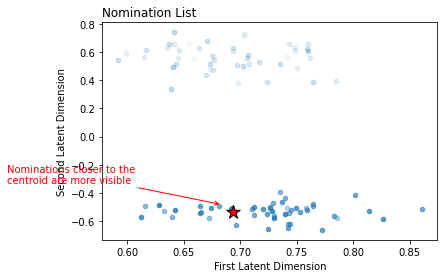 Nomination List
0.8
0.6
0.4
0.2
0.0
−0.2
−0.4
−0.6
Second Latent Dimension
Nominations closer to the
centroid are more visible
0.60 0.65 0.70 0.75 0.80 0.85
First Latent Dimension